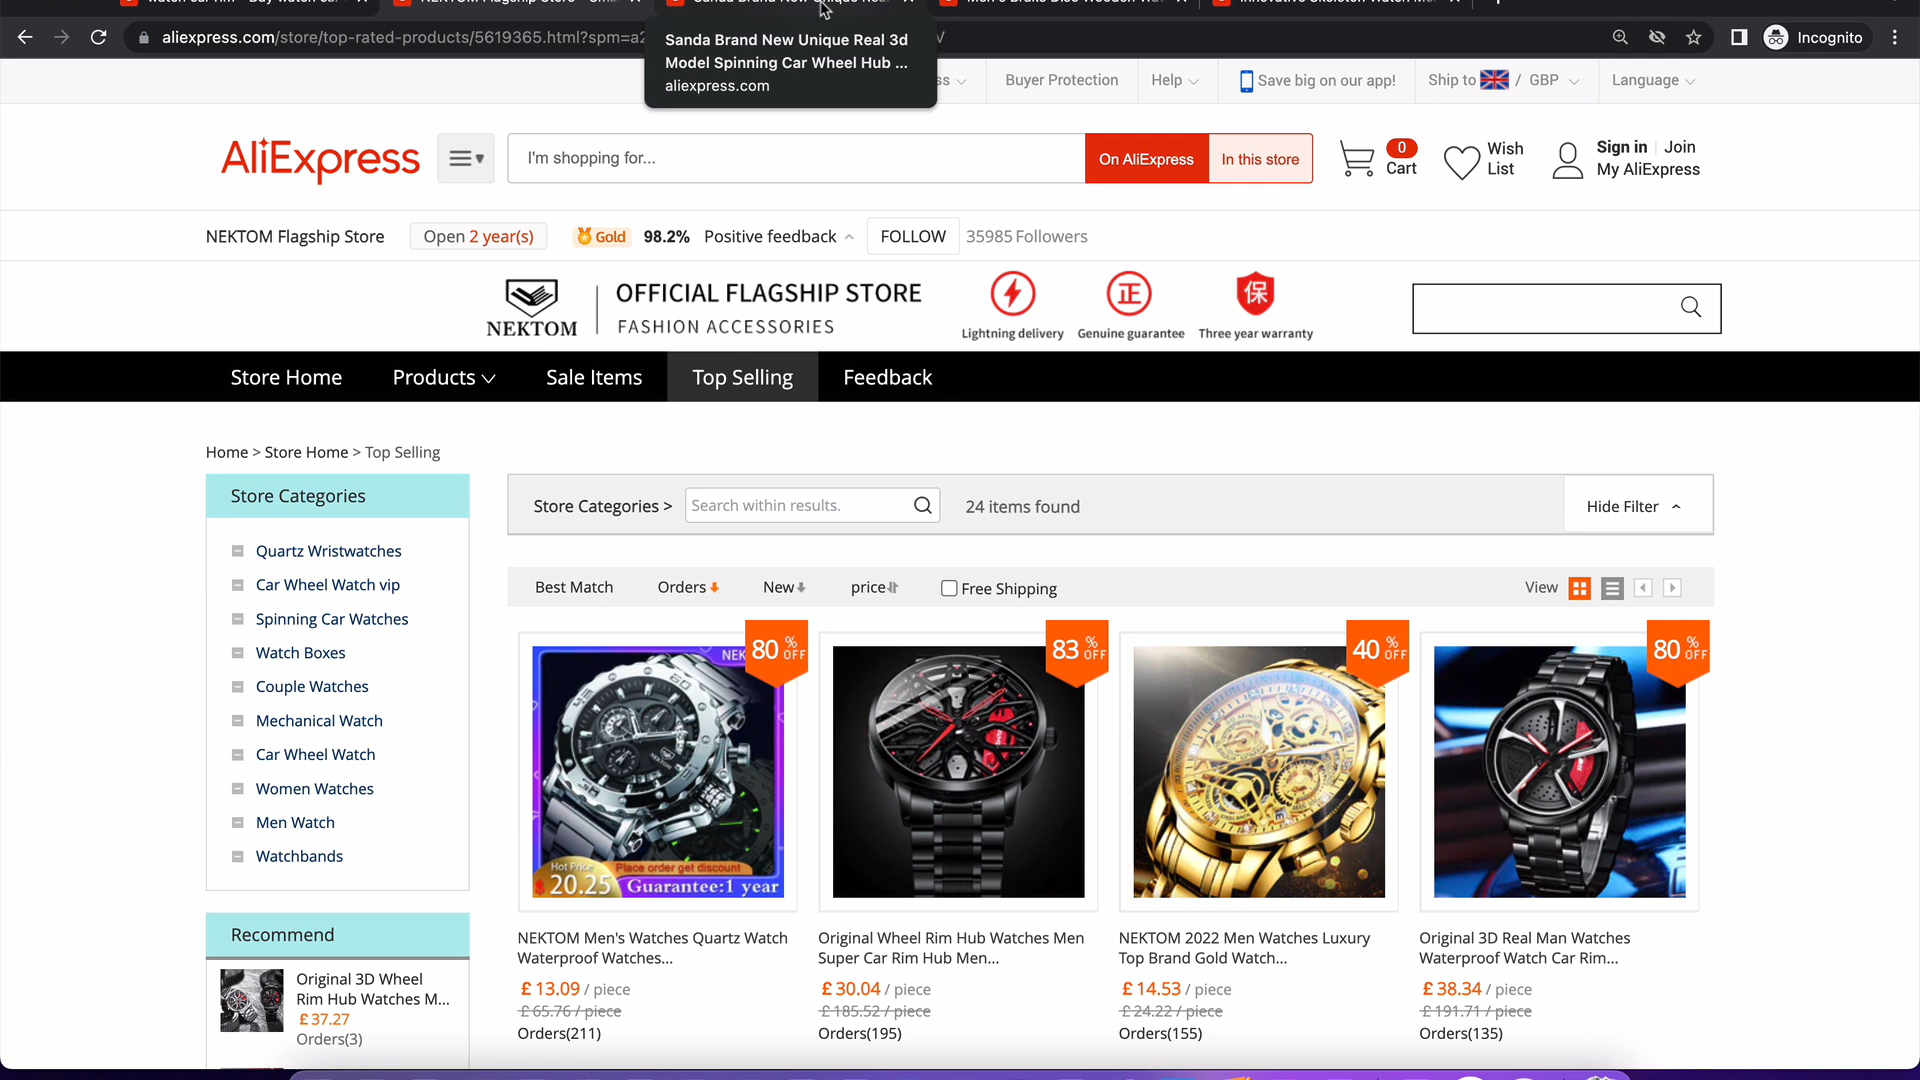 aliexpress.com/store/top-rated-products/5619365.html?spm=a2
Incognito
Sanda Brand New Unique Real 3d
Model Spinning Car Wheel Hub ...
aliexpress.com
Buyer Protection
Help
Save big on our app!
Ship to / GBP
Language
AliExpress
I'm shopping for...
On AliExpress
In this store
0
Cart
Wish
List
Sign in
Join
My AliExpress
NEKTOM Flagship Store
Open 2 year(s)
Gold
98.2%
Positive feedback
FOLLOW
35985 Followers
NEKTOM
OFFICIAL FLAGSHIP STORE
FASHION ACCESSORIES
正
保
Lightning delivery
Genuine guarantee
Three year warranty
Store Home
Products
Sale Items
Top Selling
Feedback
Home > Store Home > Top Selling
Store Categories
Quartz Wristwatches
Car Wheel Watch vip
Spinning Car Watches
Watch Boxes
Couple Watches
Mechanical Watch
Car Wheel Watch
Women Watches
Men Watch
Watchbands
Recommend
Original 3D Wheel
Rim Hub Watches M...
£ 37.27
Orders(3)
Store Categories >
Search within results.
24 items found
Hide Filter
Best Match
Orders
New
price
Free Shipping
View
80 % OFF
NEK
NEKTOM
Hot Price
20.25
Place order get discount
Guarantee:1 year
NEKTOM Men's Watches Quartz Watch
Waterproof Watches...
£ 13.09 / piece
£ 65.76 / piece
Orders(211)
83 % OFF
Original Wheel Rim Hub Watches Men
Super Car Rim Hub Men...
£ 30.04 / piece
£ 185.52 / piece
Orders(195)
40 % OFF
NEKTOM 2022 Men Watches Luxury
Top Brand Gold Watch...
£ 14.53 / piece
£ 24.22 / piece
Orders(155)
80 % OFF
Original 3D Real Man Watches
Waterproof Watch Car Rim...
£ 38.34 / piece
£ 191.71 / piece
Orders(135)